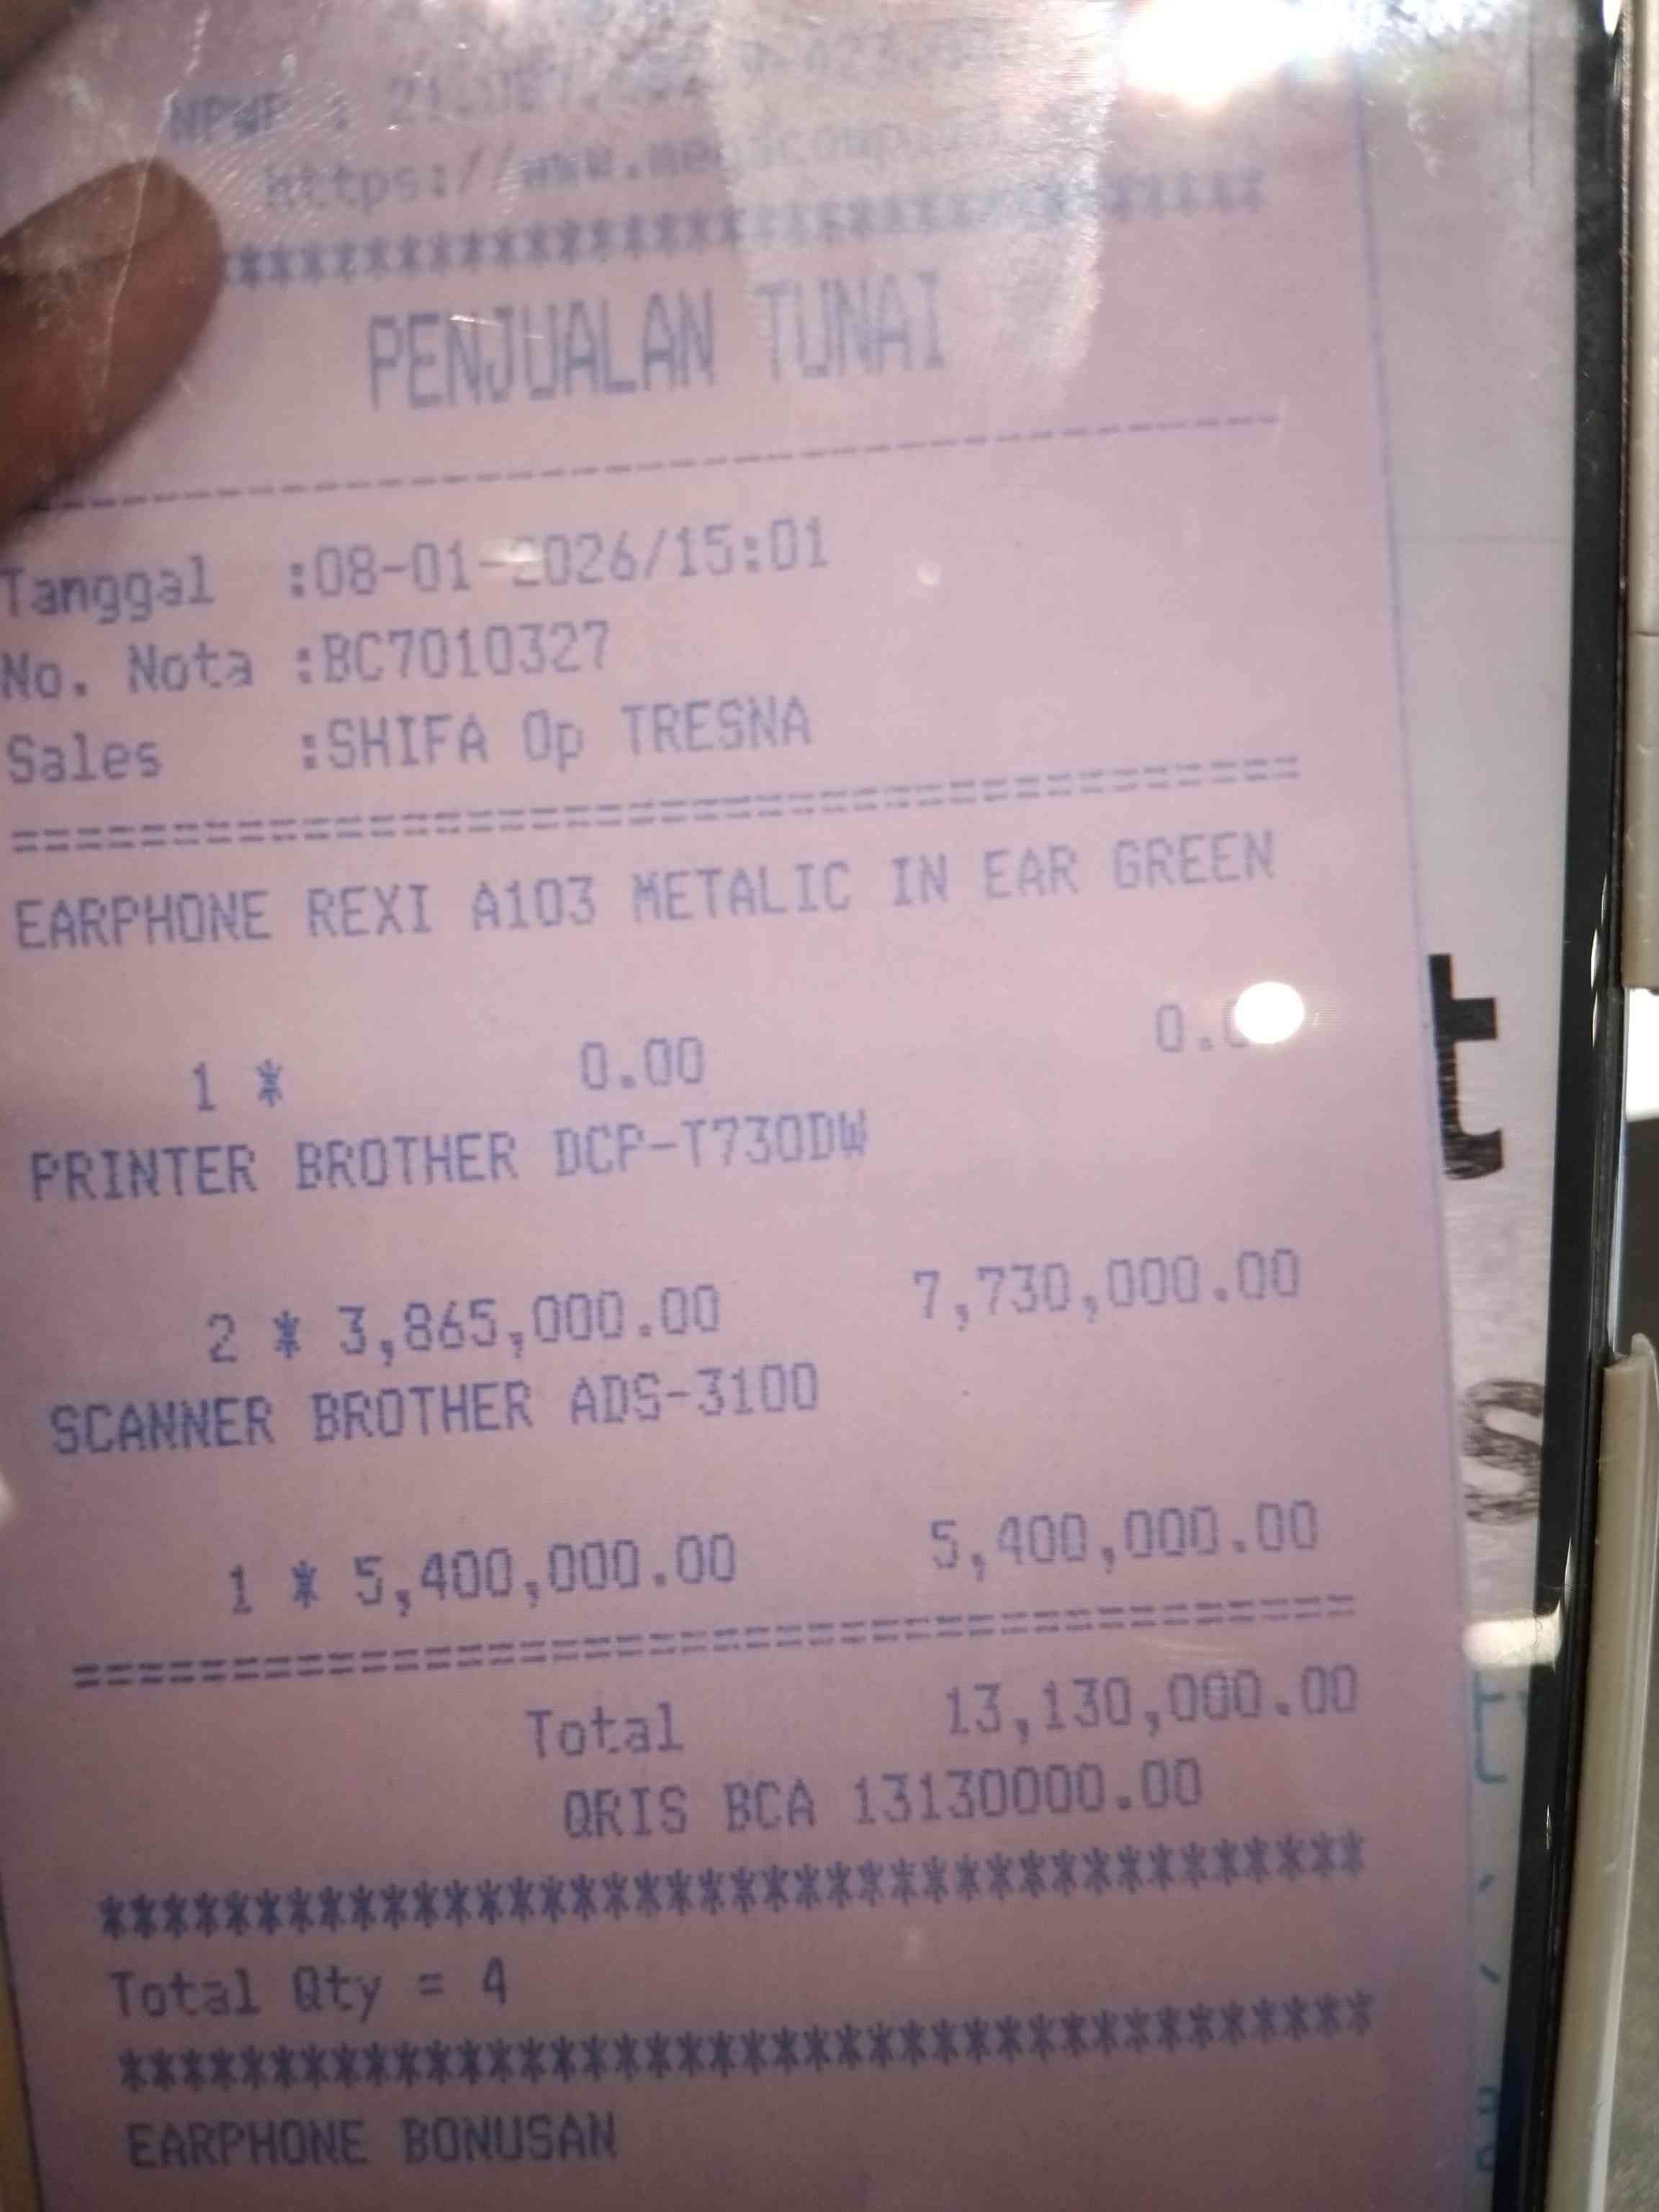 NPWP :
https://www.
PENJUALAN TUNAI
Tanggal :08-01-2026/15:01
No. Nota :BC7010327
Sales :SHIFA Op TRESNA
EARPHONE REXI A103 METALIC IN EAR GREEN
1 * 0.00
PRINTER BROTHER DCP-T730DW
2 * 3,865,000.00 7,730,000.00
SCANNER BROTHER ADS-3100
1 * 5,400,000.00 5,400,000.00
Total 13,130,000.00
QRIS BCA 13130000.00
***************************************
Total Qty = 4
***************************************
EARPHONE BONUSAN
t
s